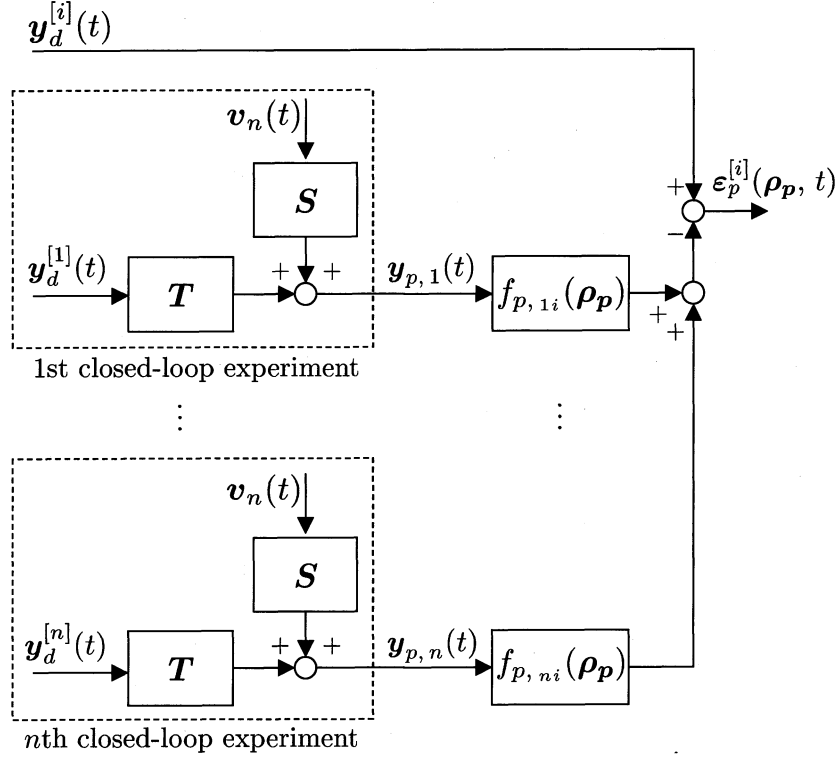 y_d^{[i]}(t)
v_n(t)
+
ε_p^{[i]}(ρ_p, t)
S
−
y_d^{[1]}(t)
+ +
y_{p, 1}(t)
T
f_{p, 1i}(ρ_p)
+
+
1st closed-loop experiment
⋮ ⋮
v_n(t)
S
y_d^{[n]}(t)
+ +
y_{p, n}(t)
T
f_{p, ni}(ρ_p)
nth closed-loop experiment